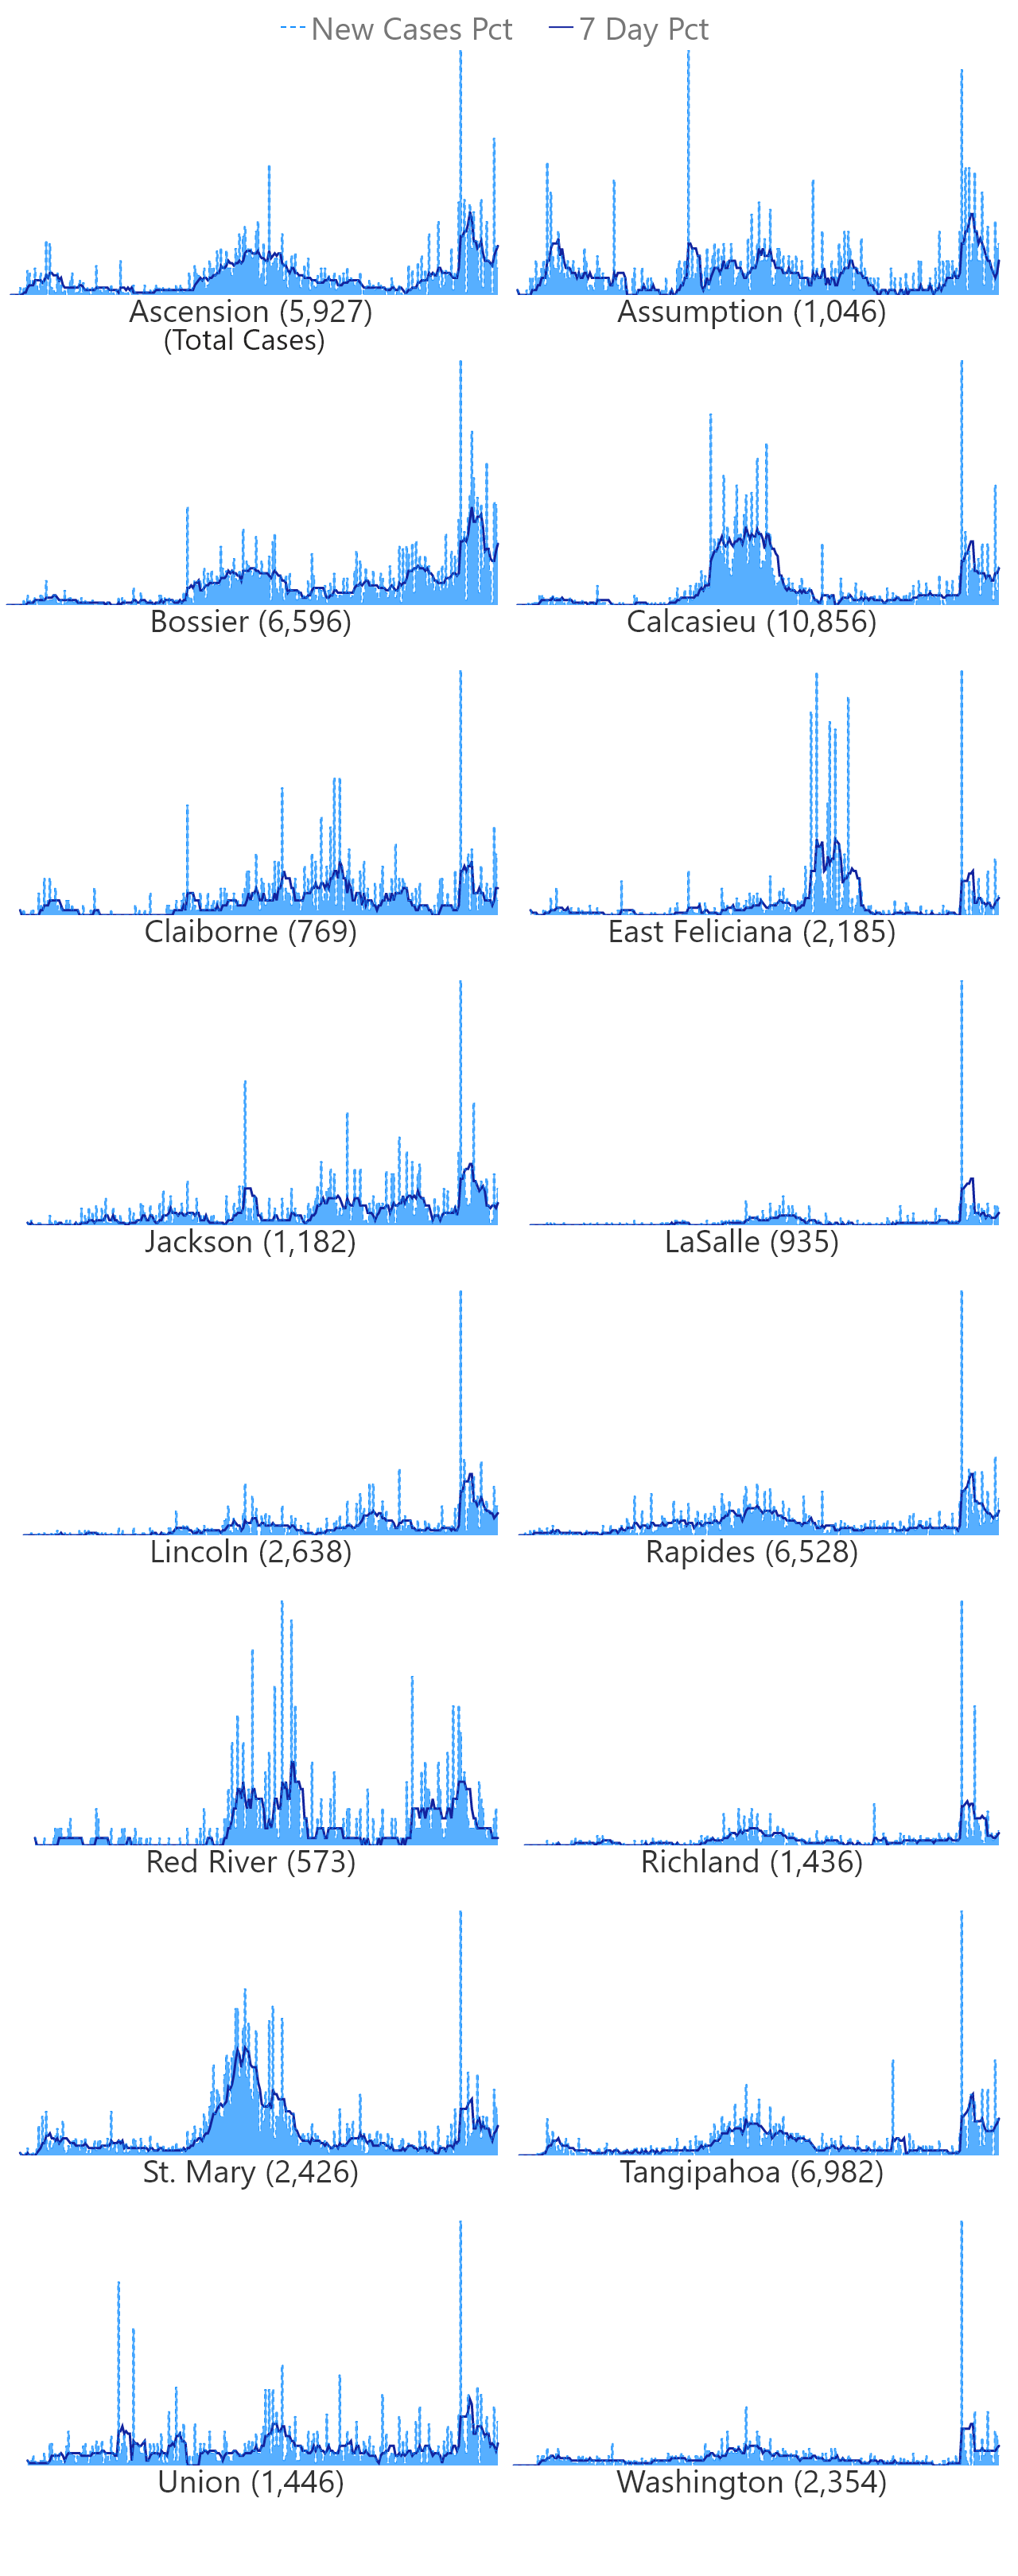 New Cases Pct 7 Day Pct
Ascension (5,927) Assumption (1,046)
(Total Cases)
Bossier (6,596) Calcasieu (10,856)
Claiborne (769) East Feliciana (2,185)
Jackson (1,182) LaSalle (935)
Lincoln (2,638) Rapides (6,528)
Red River (573) Richland (1,436)
St. Mary (2,426) Tangipahoa (6,982)
Union (1,446) Washington (2,354)